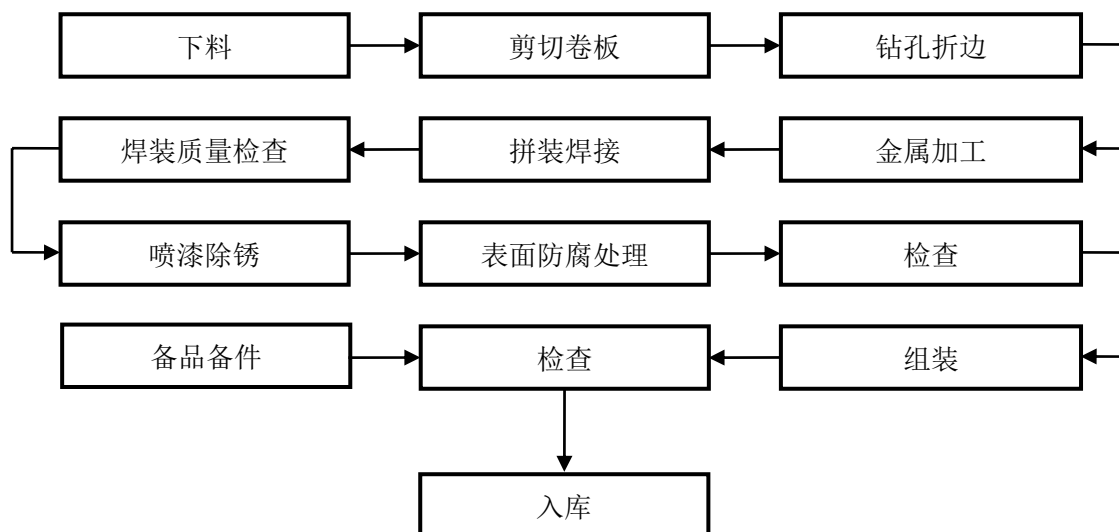 下料
剪切卷板
钻孔折边
焊装质量检查
拼装焊接
金属加工
喷漆除锈
表面防腐处理
检查
备品备件
检查
组装
入库